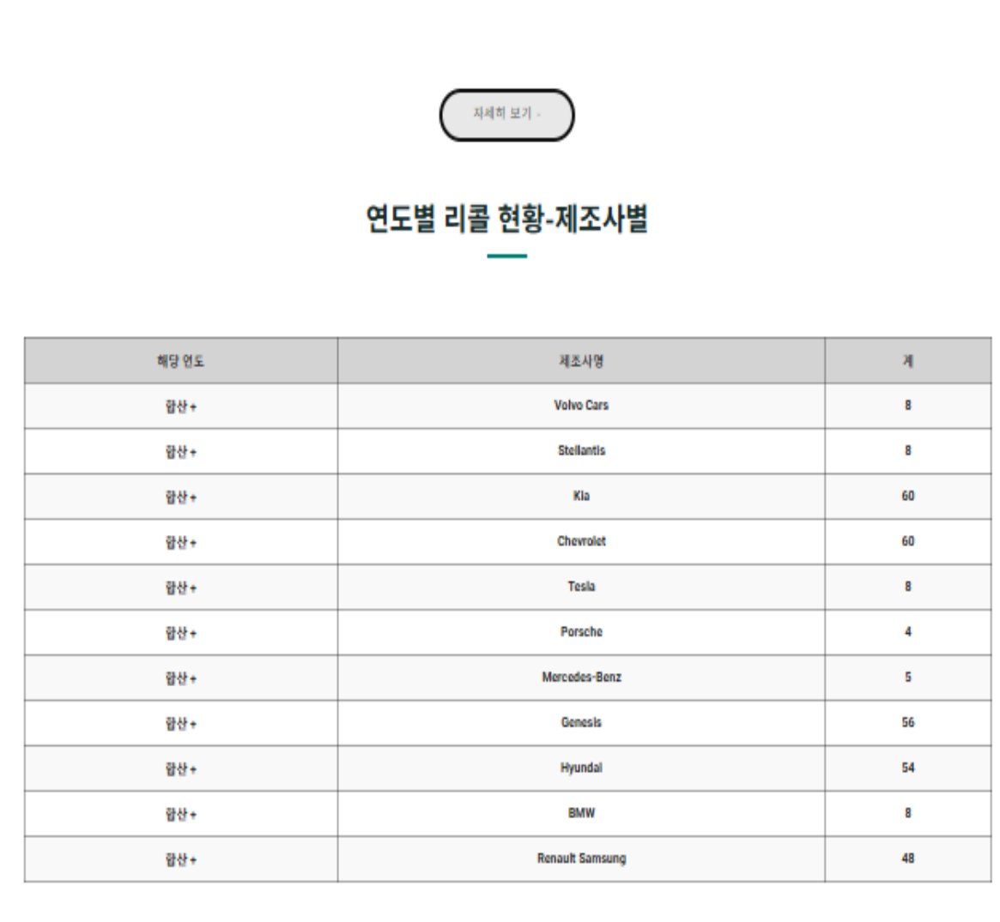 자세히 보기 -
연도별 리콜 현황-제조사별
해당 연도 제조사명 계
합산 + Volvo Cars 8
합산 + Stellantis 8
합산 + Kia 60
합산 + Chevrolet 60
합산 + Tesla 8
합산 + Porsche 4
합산 + Mercedes-Benz 5
합산 + Genesis 56
합산 + Hyundai 54
합산 + BMW 8
합산 + Renault Samsung 48